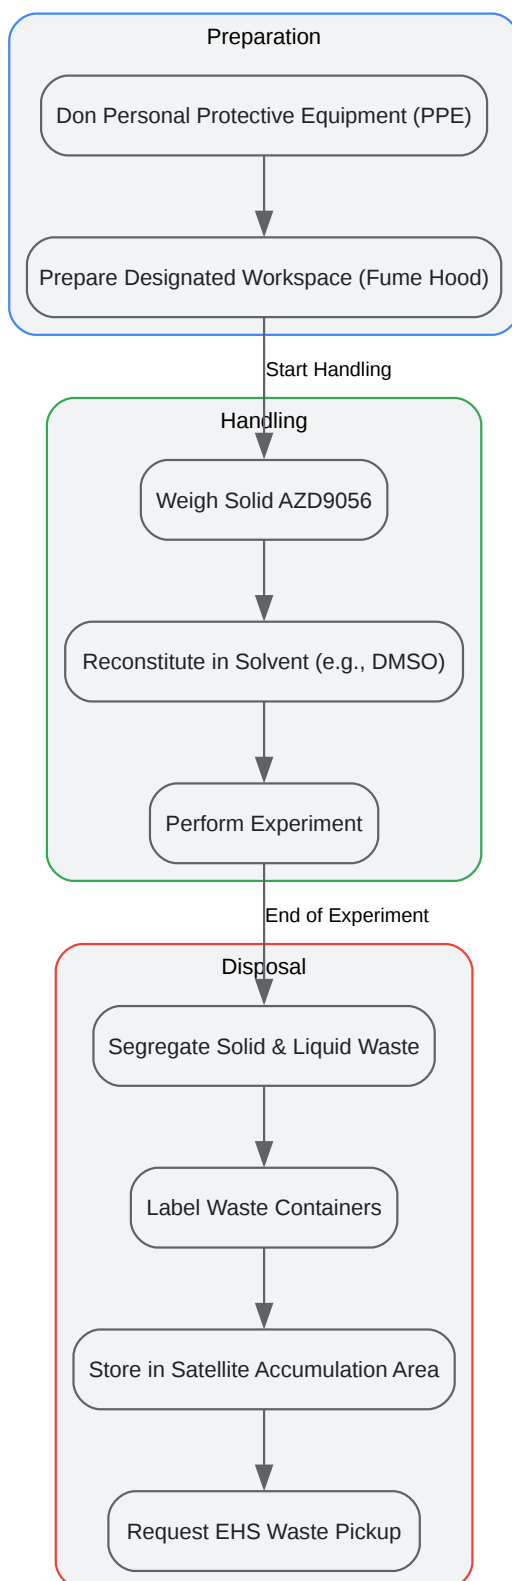 Preparation
Don Personal Protective Equipment (PPE)
Prepare Designated Workspace (Fume Hood)
Start Handling
Handling
Weigh Solid AZD9056
Reconstitute in Solvent (e.g., DMSO)
Perform Experiment
End of Experiment
Disposal
Segregate Solid & Liquid Waste
Label Waste Containers
Store in Satellite Accumulation Area
Request EHS Waste Pickup